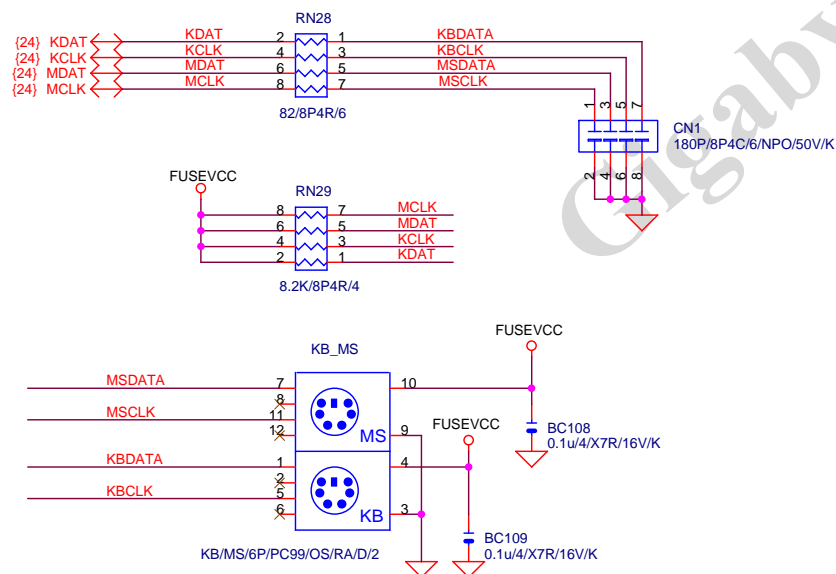 RN28
{24} KDAT KDAT 2 1 KBDATA
{24} KCLK KCLK 4 3 KBCLK
{24} MDAT MDAT 6 5 MSDATA
{24} MCLK MCLK 8 7 MSCLK
82/8P4R/6
1 3 5 7
CN1
180P/8P4C/6/NPO/50V/K
2 4 6 8
Gigaby
FUSEVCC
RN29
8 7 MCLK
6 5 MDAT
4 3 KCLK
2 1 KDAT
8.2K/8P4R/4
FUSEVCC
KB_MS
MSDATA 7 10
8
MSCLK 11
FUSEVCC
12 MS 9
BC108
0.1u/4/X7R/16V/K
KBDATA 1 4
2
KBCLK 5
6 KB 3
KB/MS/6P/PC99/OS/RA/D/2
BC109
0.1u/4/X7R/16V/K